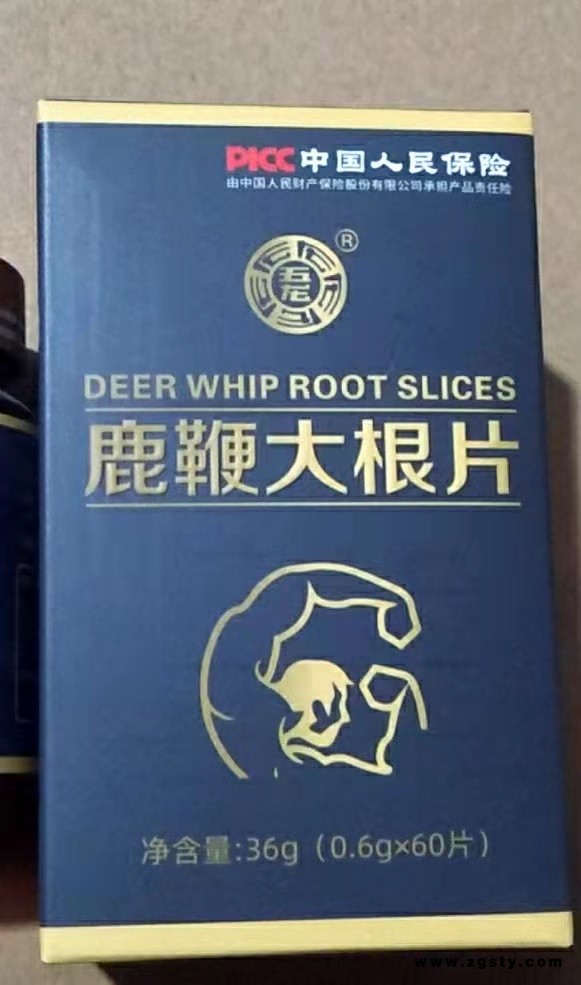 PICC中国人民保险
由中国人民财产保险股份有限公司承担产品责任险
®
五龙
DEER WHIP ROOT SLICES
鹿鞭大根片
净含量:36g（0.6g×60片）
www.zgsty.com